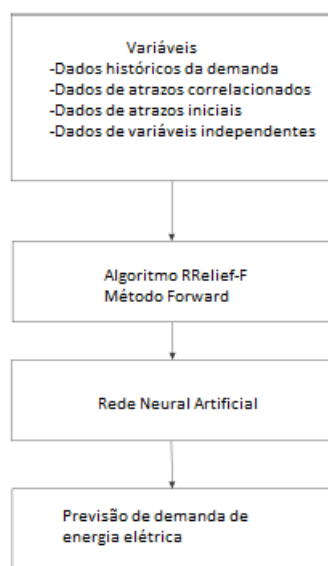 Variáveis
-Dados históricos da demanda
-Dados de atrazos correlacionados
-Dados de atrazos iniciais
-Dados de variáveis independentes
Algoritmo RRelief-F
Método Forward
Rede Neural Artificial
Previsão de demanda de
energia elétrica